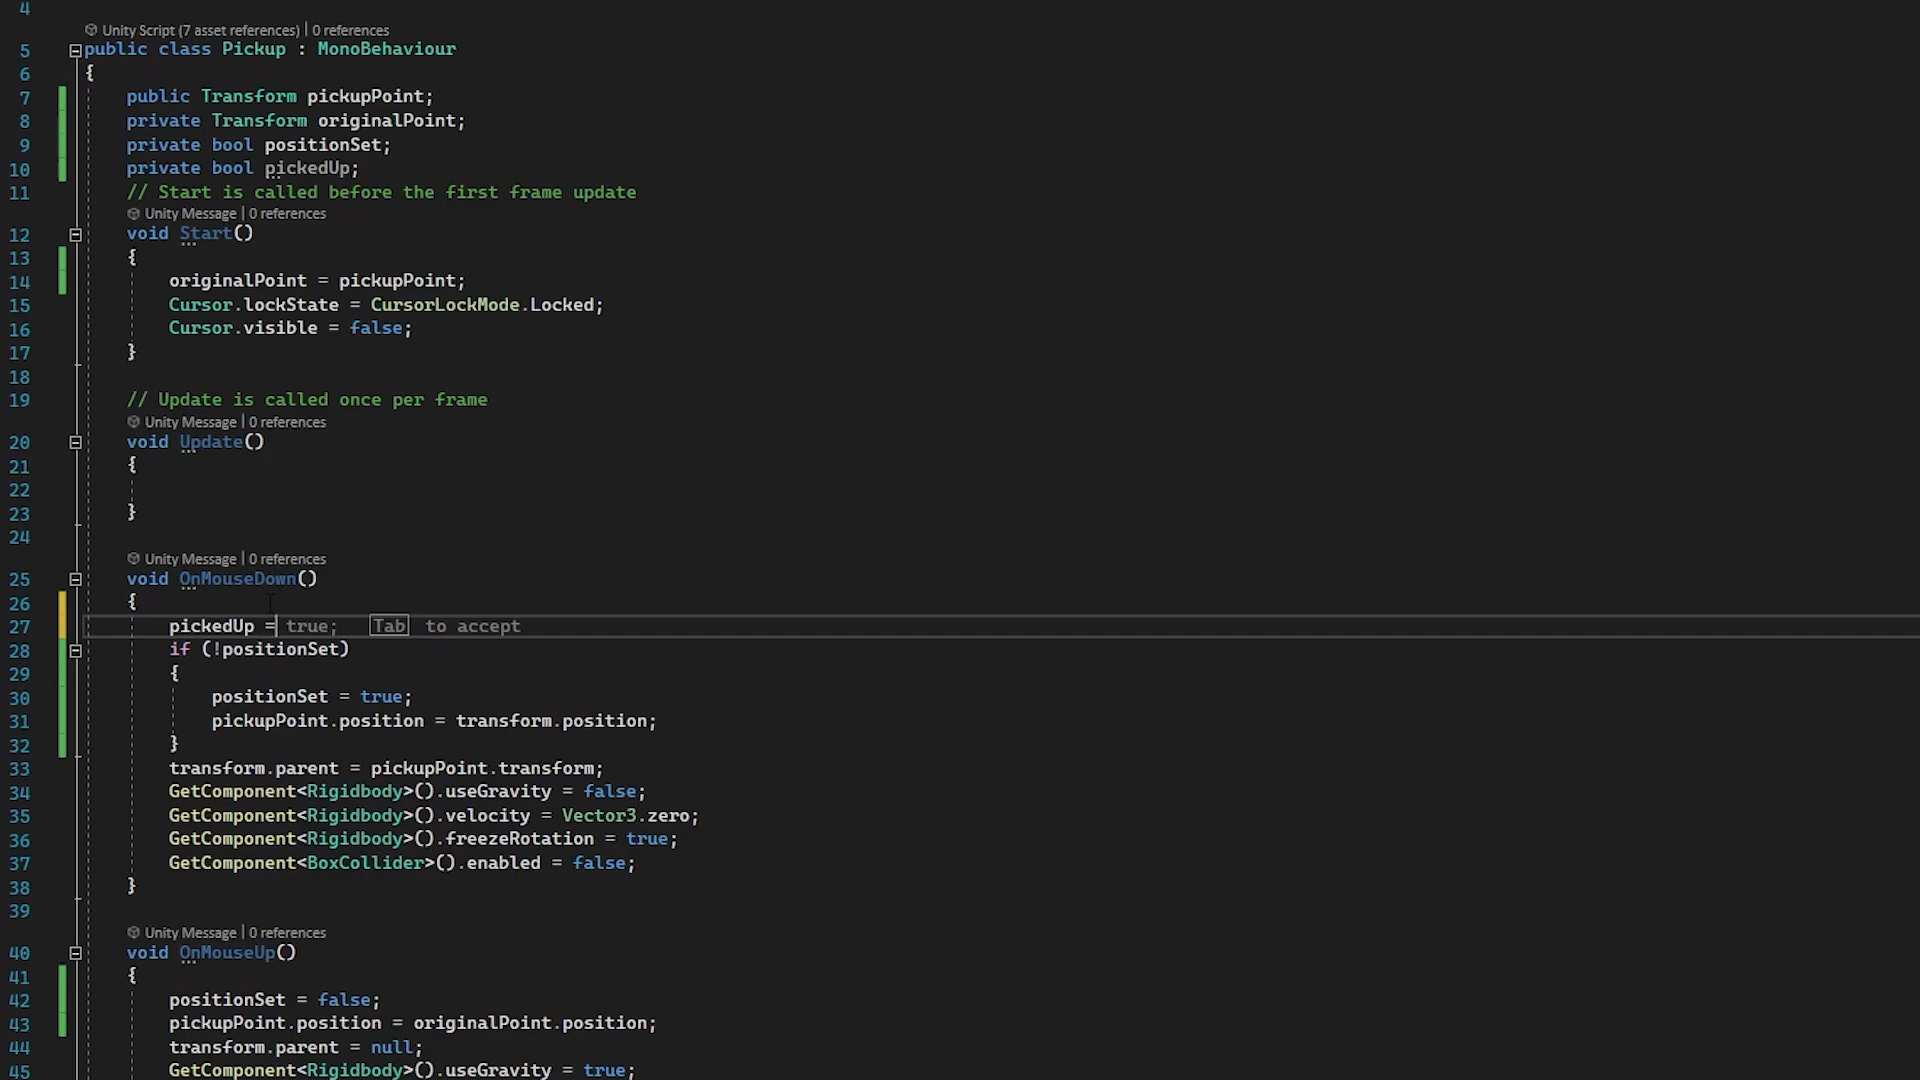 4
Unity Script (7 asset references) | 0 references
5 public class Pickup : MonoBehaviour
6 {
7 public Transform pickupPoint;
8 private Transform originalPoint;
9 private bool positionSet;
10 private bool pickedUp;
11 // Start is called before the first frame update
Unity Message | 0 references
12 void Start()
13 {
14 originalPoint = pickupPoint;
15 Cursor.lockState = CursorLockMode.Locked;
16 Cursor.visible = false;
17 }
18
19 // Update is called once per frame
Unity Message | 0 references
20 void Update()
21 {
22
23 }
24
Unity Message | 0 references
25 void OnMouseDown()
26 {
27 pickedUp = true; Tab to accept
28 if (!positionSet)
29 {
30 positionSet = true;
31 pickupPoint.position = transform.position;
32 }
33 transform.parent = pickupPoint.transform;
34 GetComponent<Rigidbody>().useGravity = false;
35 GetComponent<Rigidbody>().velocity = Vector3.zero;
36 GetComponent<Rigidbody>().freezeRotation = true;
37 GetComponent<BoxCollider>().enabled = false;
38 }
39
Unity Message | 0 references
40 void OnMouseUp()
41 {
42 positionSet = false;
43 pickupPoint.position = originalPoint.position;
44 transform.parent = null;
45 GetComponent<Rigidbody>().useGravity = true;